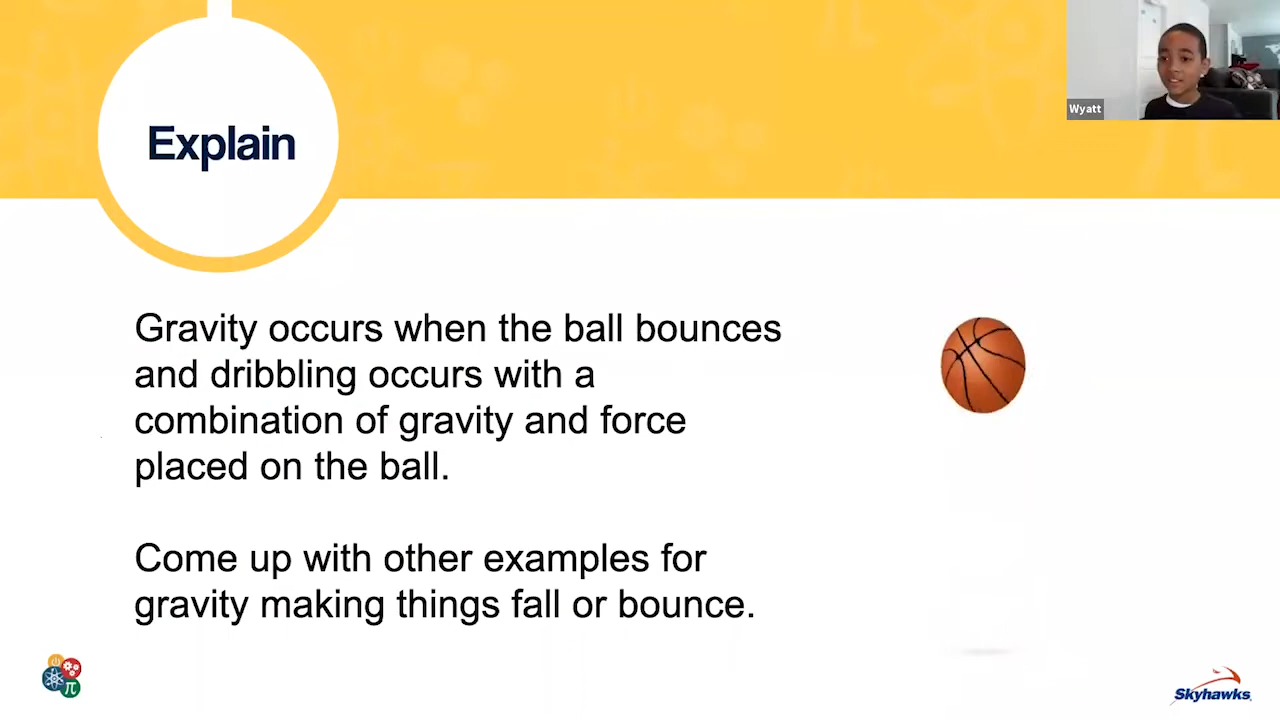 Explain
Wyatt
Gravity occurs when the ball bounces
and dribbling occurs with a
combination of gravity and force
placed on the ball.
Come up with other examples for
gravity making things fall or bounce.
π
Skyhawks